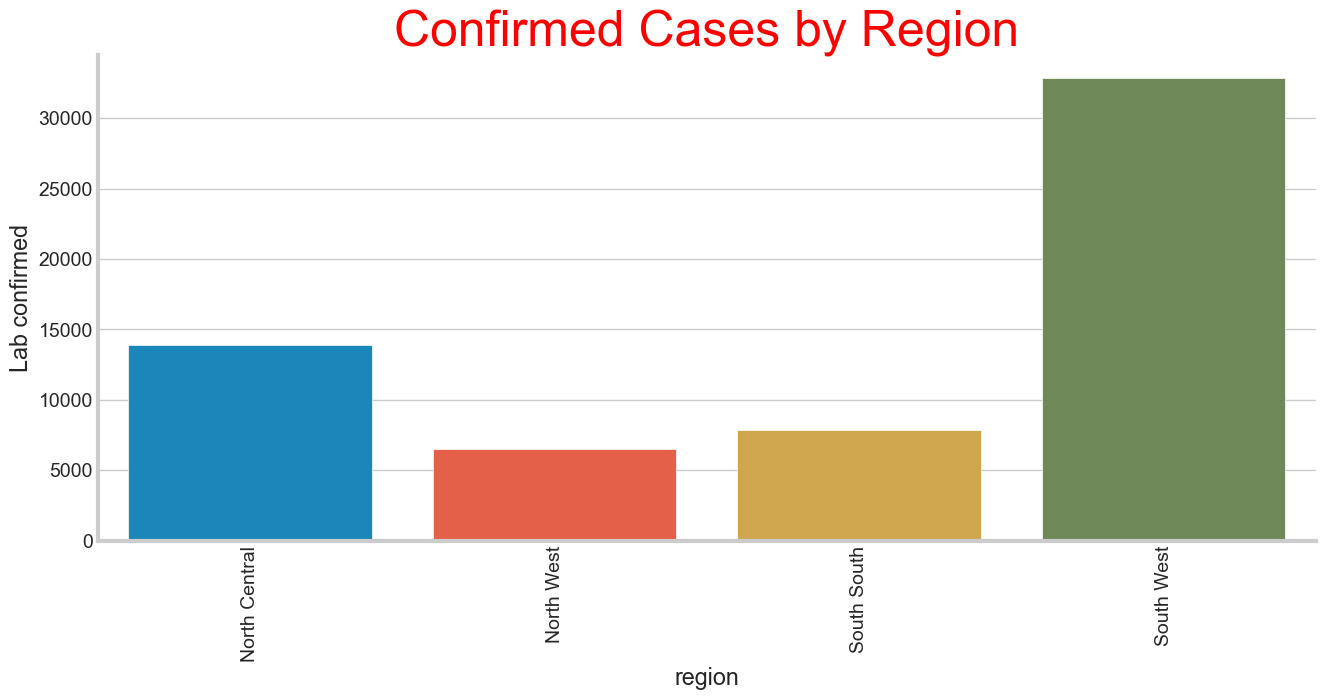 Confirmed Cases by Region
Lab confirmed
30000
25000
20000
15000
10000
5000
0
North Central
North West
South South
South West
region